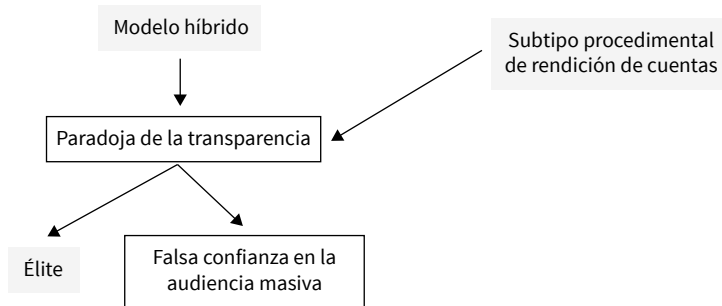 Modelo híbrido
Subtipo procedimental
de rendición de cuentas
Paradoja de la transparencia
Élite
Falsa confianza en la
audiencia masiva